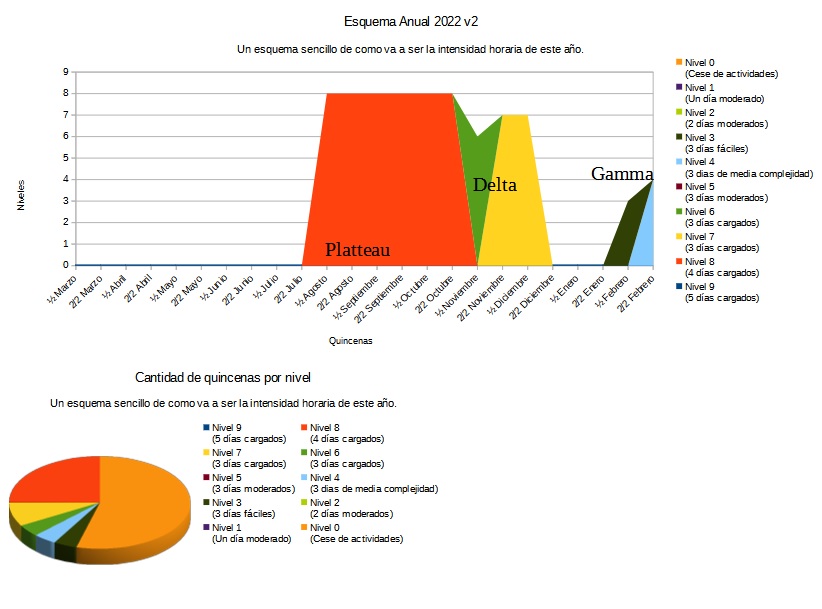 Esquema Anual 2022 v2
Un esquema sencillo de como va a ser la intensidad horaria de este año.
9
8
7
6
5
4
3
2
1
0
Niveles
Platteau
Delta
Gamma
½ Marzo
2/2 Marzo
½ Abril
2/2 Abril
½ Mayo
2/2 Mayo
½ Junio
2/2 Junio
½ Julio
2/2 Julio
½ Agosto
2/2 Agosto
½ Septiembre
2/2 Septiembre
½ Octubre
2/2 Octubre
½ Noviembre
2/2 Noviembre
½ Diciembre
2/2 Diciembre
½ Enero
2/2 Enero
½ Febrero
2/2 Febrero
Quincenas
Nivel 0
(Cese de actividades)
Nivel 1
(Un día moderado)
Nivel 2
(2 días moderados)
Nivel 3
(3 días fáciles)
Nivel 4
(3 dias de media complejidad)
Nivel 5
(3 días moderados)
Nivel 6
(3 días cargados)
Nivel 7
(3 días cargados)
Nivel 8
(4 días cargados)
Nivel 9
(5 días cargados)
Cantidad de quincenas por nivel
Un esquema sencillo de como va a ser la intensidad horaria de este año.
Nivel 9
(5 días cargados)
Nivel 8
(4 días cargados)
Nivel 7
(3 días cargados)
Nivel 6
(3 días cargados)
Nivel 5
(3 días moderados)
Nivel 4
(3 dias de media complejidad)
Nivel 3
(3 días fáciles)
Nivel 2
(2 días moderados)
Nivel 1
(Un día moderado)
Nivel 0
(Cese de actividades)